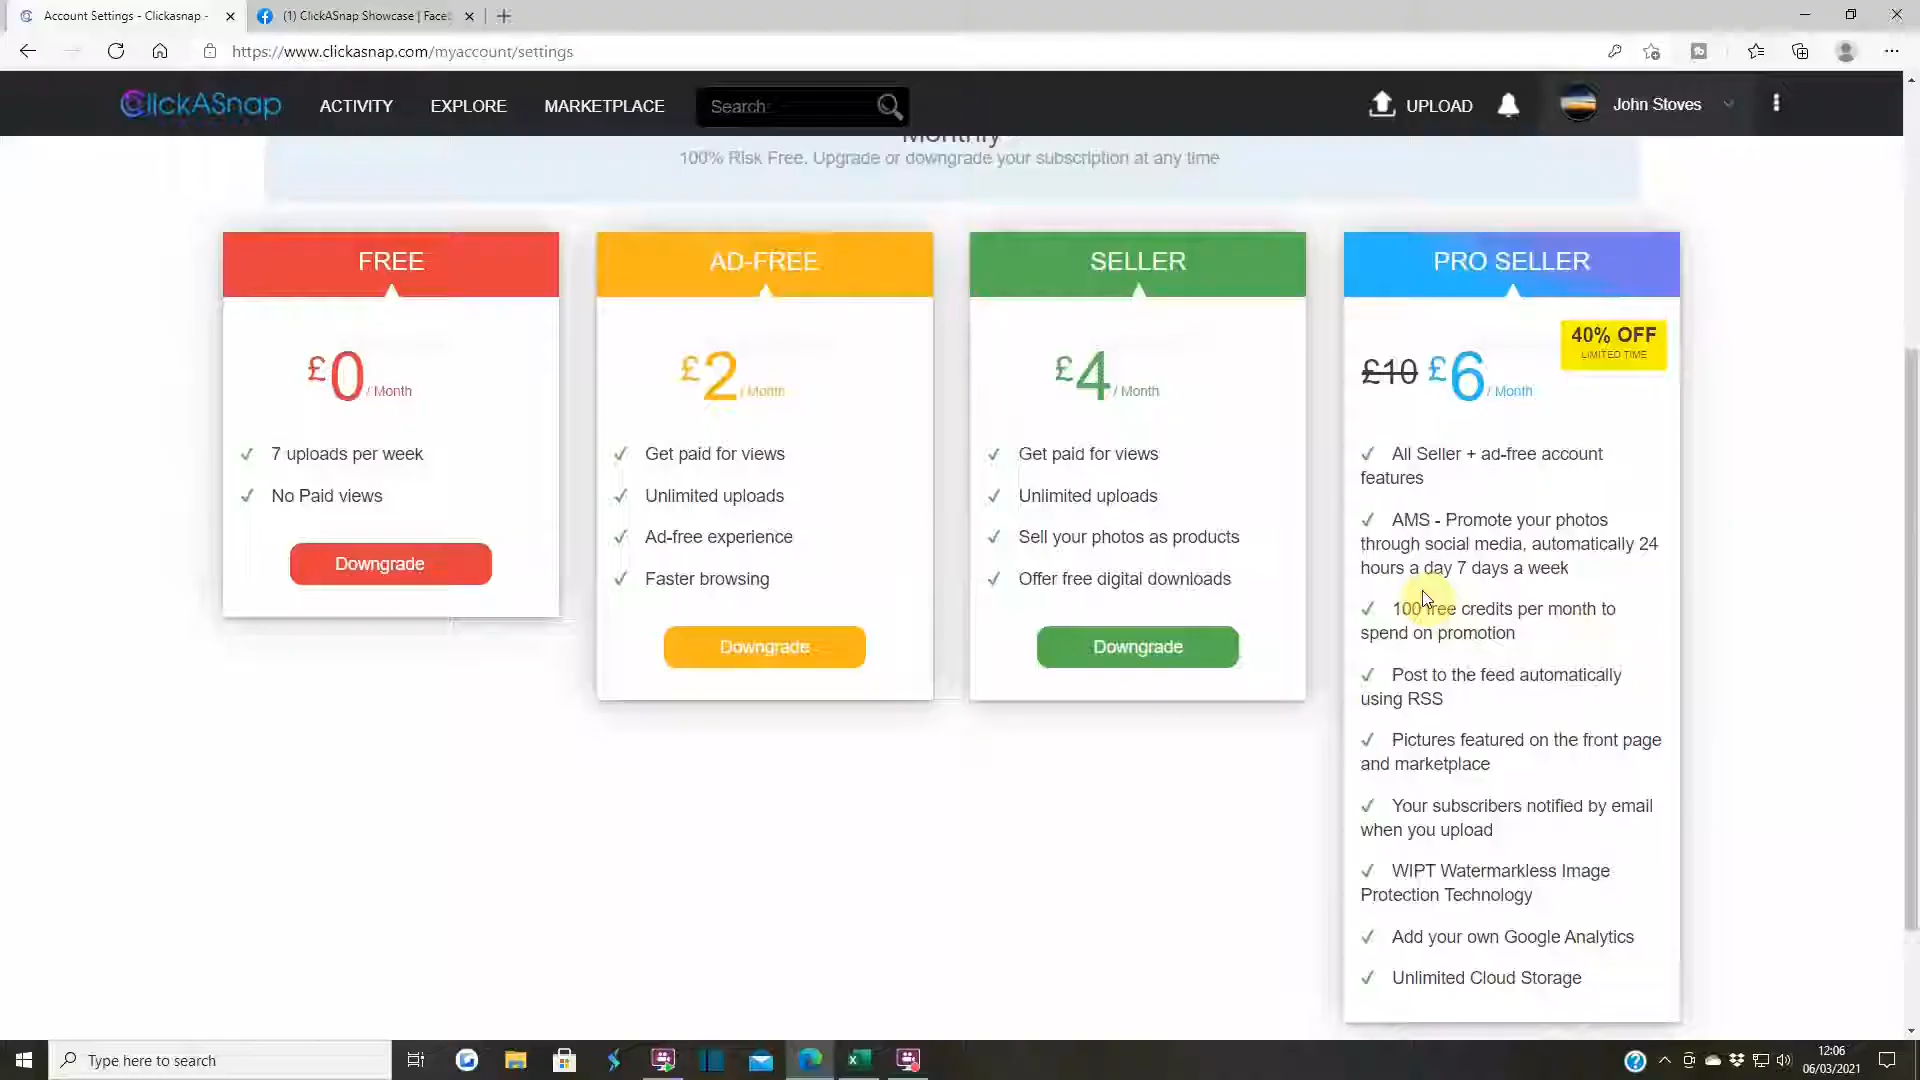 Account Settings - Clickasnap -
(1) ClickASnap Showcase | Face
https://www.clickasnap.com/myaccount/settings
ClickASnap
ACTIVITY
EXPLORE
MARKETPLACE
Search
UPLOAD
John Stoves
Monthly
100% Risk Free. Upgrade or downgrade your subscription at any time
FREE
£0 / Month
✓ 7 uploads per week
✓ No Paid views
Downgrade
AD-FREE
£2 / Month
✓ Get paid for views
✓ Unlimited uploads
✓ Ad-free experience
✓ Faster browsing
Downgrade
SELLER
£4 / Month
✓ Get paid for views
✓ Unlimited uploads
✓ Sell your photos as products
✓ Offer free digital downloads
Downgrade
PRO SELLER
40% OFF
LIMITED TIME
£10 £6 / Month
✓ All Seller + ad-free account
features
✓ AMS - Promote your photos
through social media, automatically 24
hours a day 7 days a week
✓ 100 free credits per month to
spend on promotion
✓ Post to the feed automatically
using RSS
✓ Pictures featured on the front page
and marketplace
✓ Your subscribers notified by email
when you upload
✓ WIPT Watermarkless Image
Protection Technology
✓ Add your own Google Analytics
✓ Unlimited Cloud Storage
Type here to search
12:06
06/03/2021